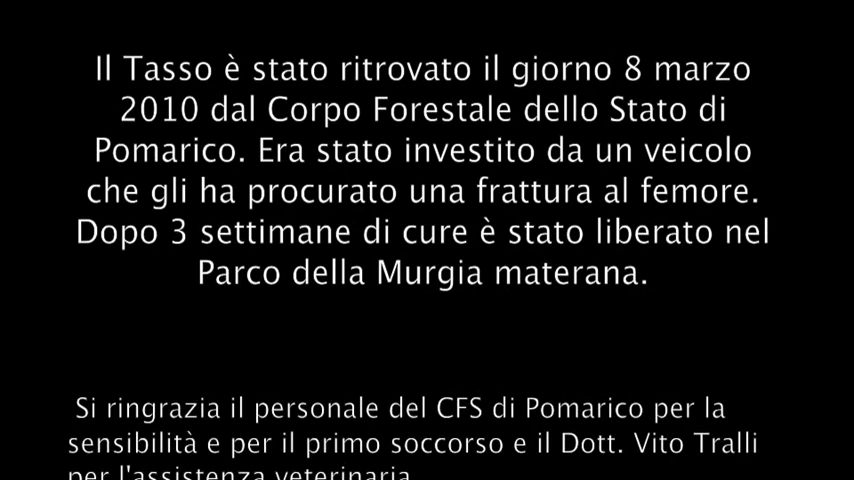 Il Tasso è stato ritrovato il giorno 8 marzo
2010 dal Corpo Forestale dello Stato di
Pomarico. Era stato investito da un veicolo
che gli ha procurato una frattura al femore.
Dopo 3 settimane di cure è stato liberato nel
Parco della Murgia materana.
Si ringrazia il personale del CFS di Pomarico per la
sensibilità e per il primo soccorso e il Dott. Vito Tralli
per l'assistenza veterinaria